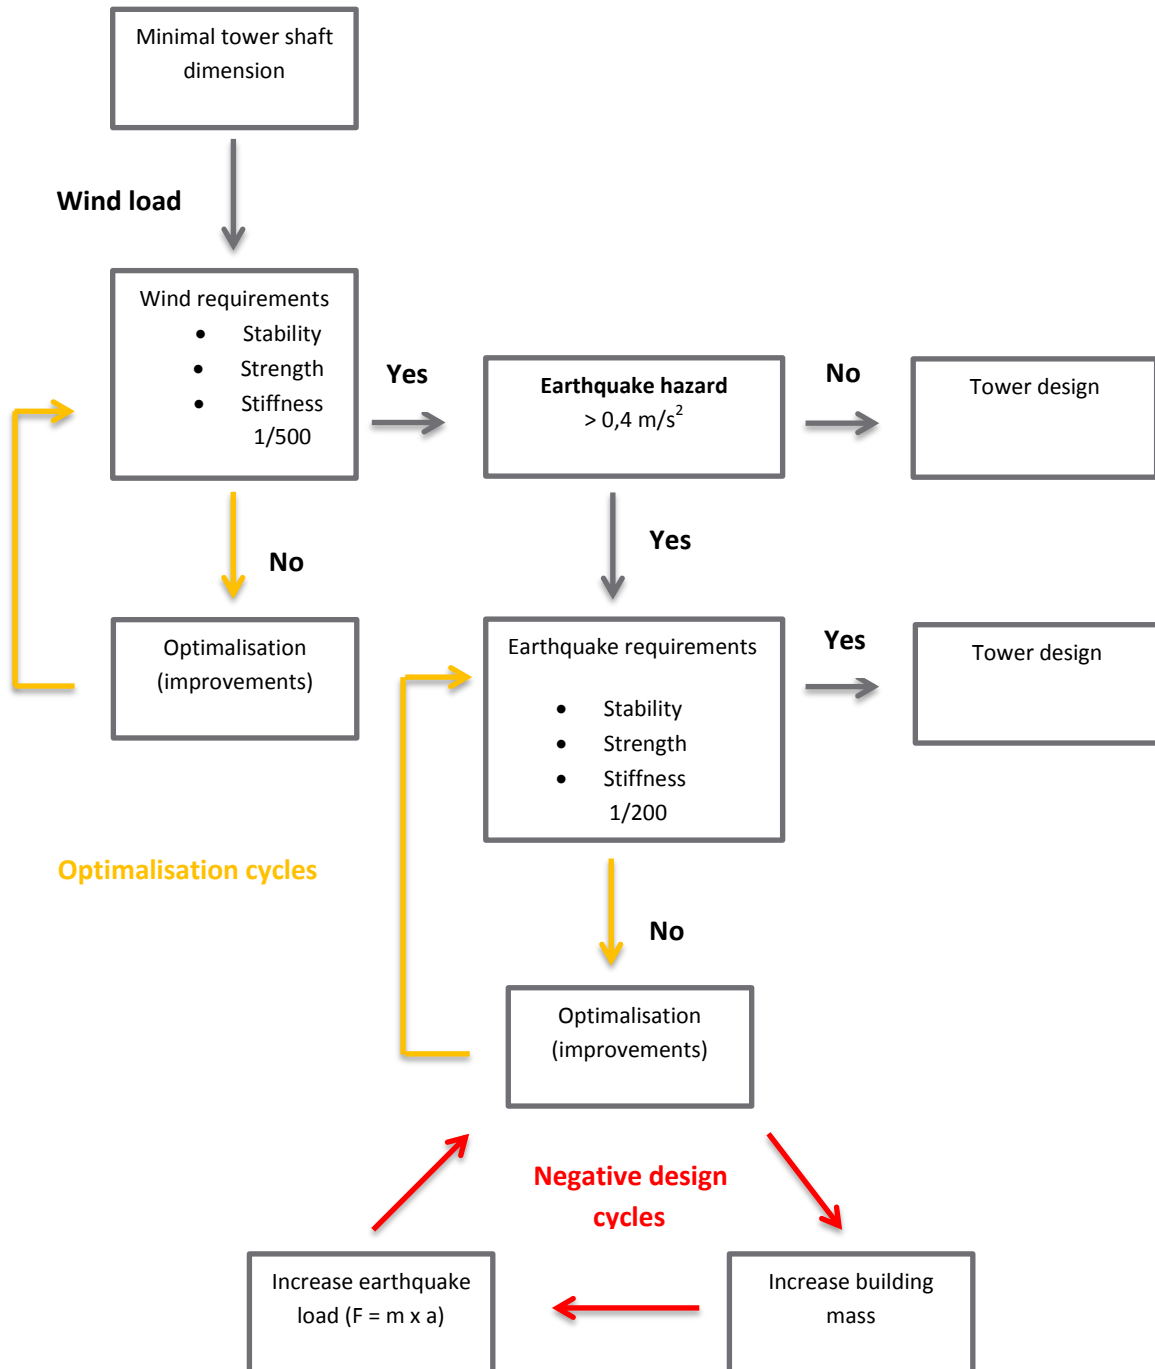 Minimal tower shaft
dimension
Wind load
Wind requirements
• Stability
• Strength
• Stiffness
1/500
Yes
Earthquake hazard
> 0,4 m/s²
No
Tower design
No
Yes
Optimalisation
(improvements)
Earthquake requirements
• Stability
• Strength
• Stiffness
1/200
Yes
Tower design
Optimalisation cycles
No
Optimalisation
(improvements)
Negative design
cycles
Increase earthquake
load (F = m x a)
Increase building
mass